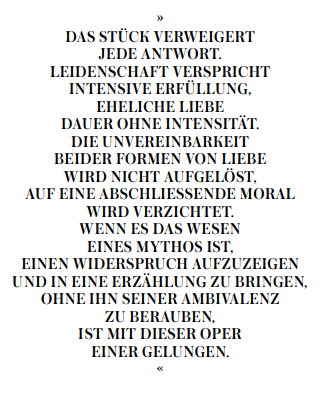 »
DAS STÜCK VERWEIGERT
JEDE ANTWORT.
LEIDENSCHAFT VERSPRICHT
INTENSIVE ERFÜLLUNG,
EHELICHE LIEBE
DAUER OHNE INTENSITÄT.
DIE UNVEREINBARKEIT
BEIDER FORMEN VON LIEBE
WIRD NICHT AUFGELÖST,
AUF EINE ABSCHLIESSENDE MORAL
WIRD VERZICHTET.
WENN ES DAS WESEN
EINES MYTHOS IST,
EINEN WIDERSPRUCH AUFZUZEIGEN
UND IN EINE ERZÄHLUNG ZU BRINGEN,
OHNE IHN SEINER AMBIVALENZ
ZU BERAUBEN,
IST MIT DIESER OPER
EINER GELUNGEN.
«